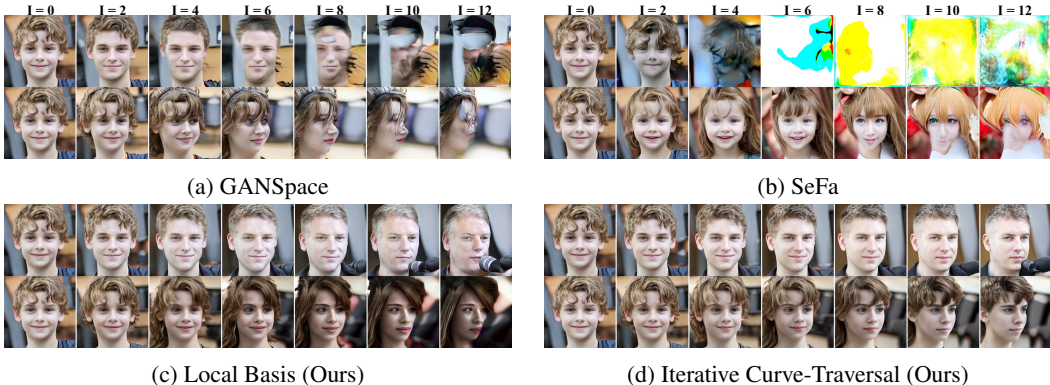 I = 0 I = 2 I = 4 I = 6 I = 8 I = 10 I = 12
I = 0 I = 2 I = 4 I = 6 I = 8 I = 10 I = 12
(a) GANSpace
(b) SeFa
(c) Local Basis (Ours)
(d) Iterative Curve-Traversal (Ours)